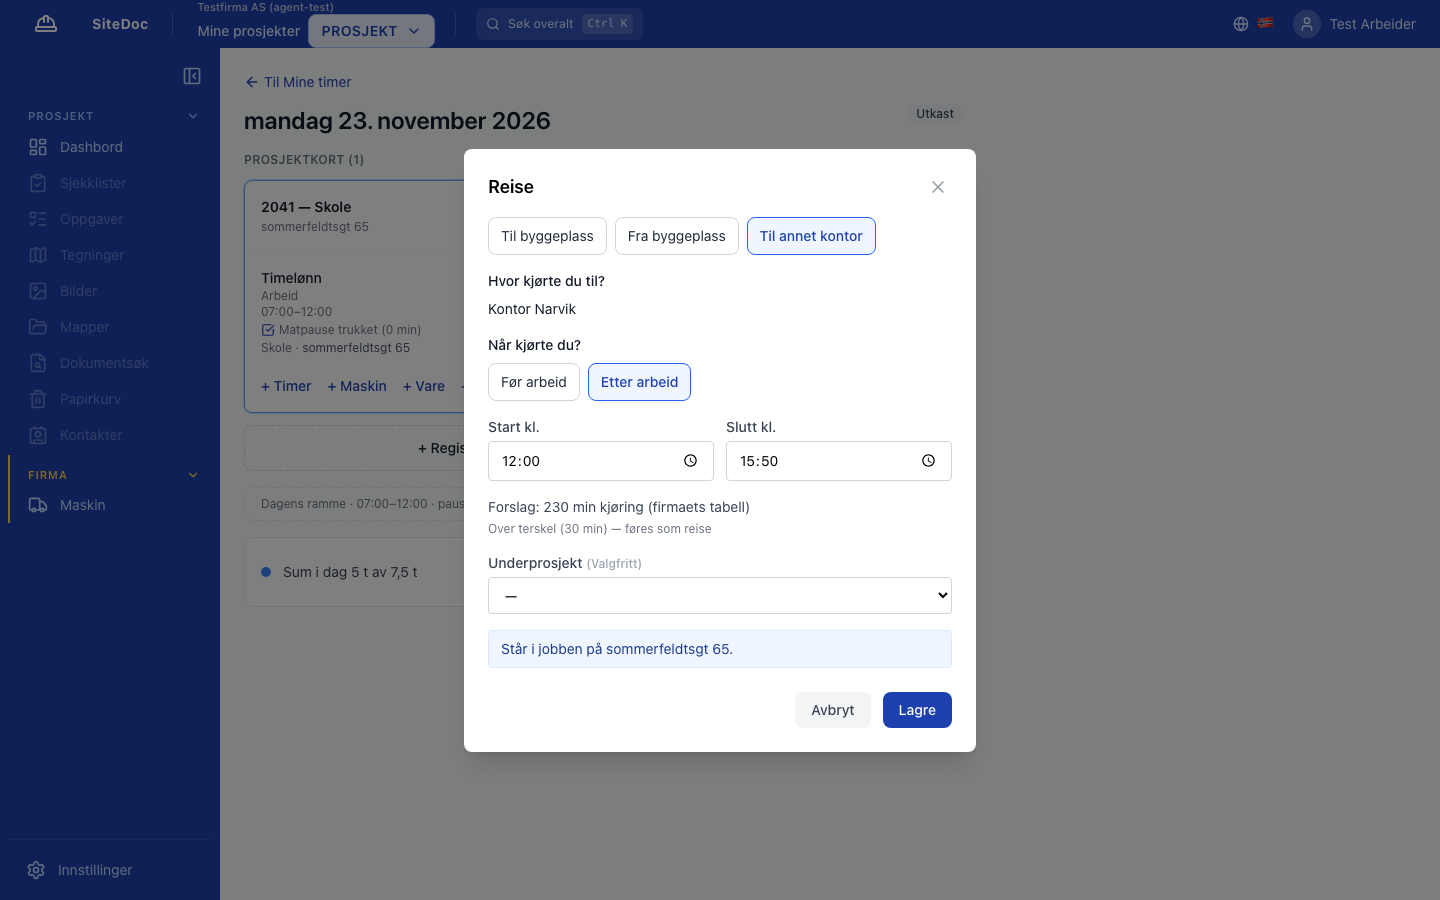 SiteDoc
Testfirma AS (agent-test)
Mine prosjekter
PROSJEKT
Søk overalt Ctrl K
Test Arbeider
PROSJEKT
Dashbord
Sjekklister
Oppgaver
Tegninger
Bilder
Mapper
Dokumentsøk
Papirkurv
Kontakter
FIRMA
Maskin
Innstillinger
Til Mine timer
mandag 23. november 2026
Utkast
PROSJEKTKORT (1)
2041 — Skole
sommerfeldtsgt 65
Timelønn
Arbeid
07:00–12:00
Matpause trukket (0 min)
Skole · sommerfeldtsgt 65
+ Timer + Maskin + Vare
Dagens ramme · 07:00–12:00 ·
Sum i dag 5 t av 7,5 t
Reise
Til byggeplass Fra byggeplass Til annet kontor
Hvor kjørte du til?
Kontor Narvik
Når kjørte du?
Før arbeid Etter arbeid
Start kl. Slutt kl.
12:00 15:50
Forslag: 230 min kjøring (firmaets tabell)
Over terskel (30 min) — føres som reise
Underprosjekt (Valgfritt)
—
Står i jobben på sommerfeldtsgt 65.
Avbryt Lagre